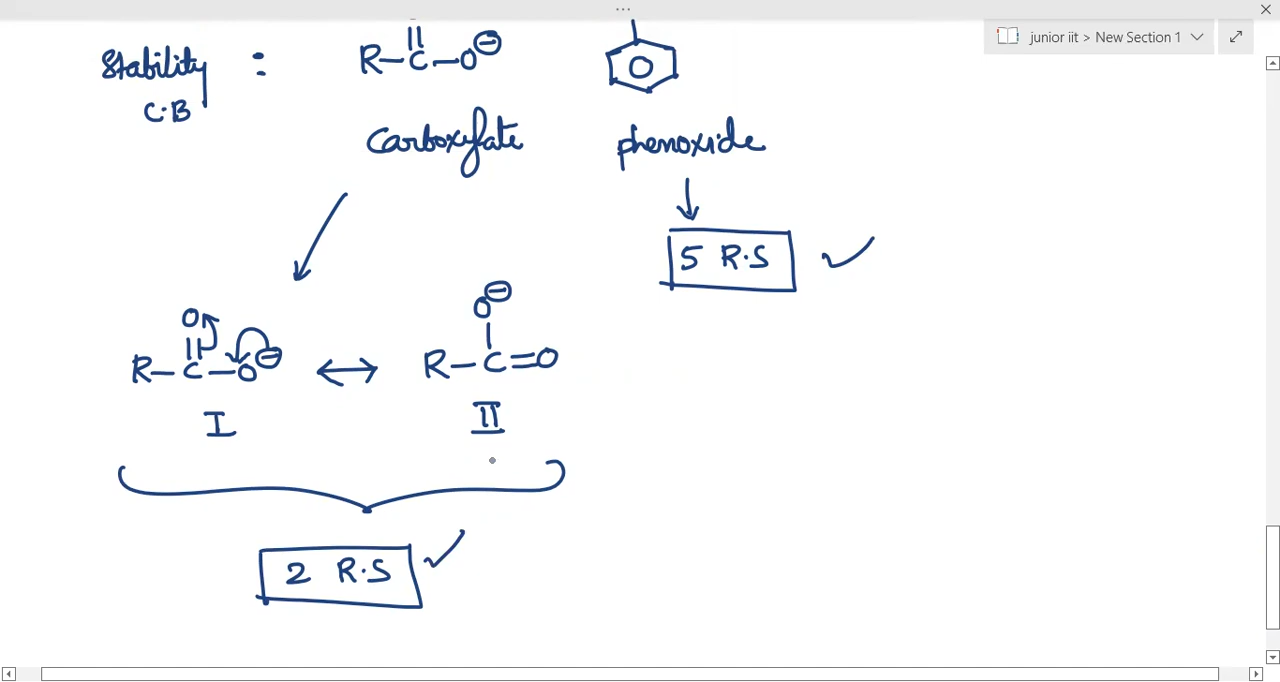 junior iit > New Section 1
Stability :
C.B
R–C–O⊖
O
carboxylate
phenoxide
5 R.S
R–C–O⊖
O
I
↔
O⊖
R–C=O
II
2 R.S